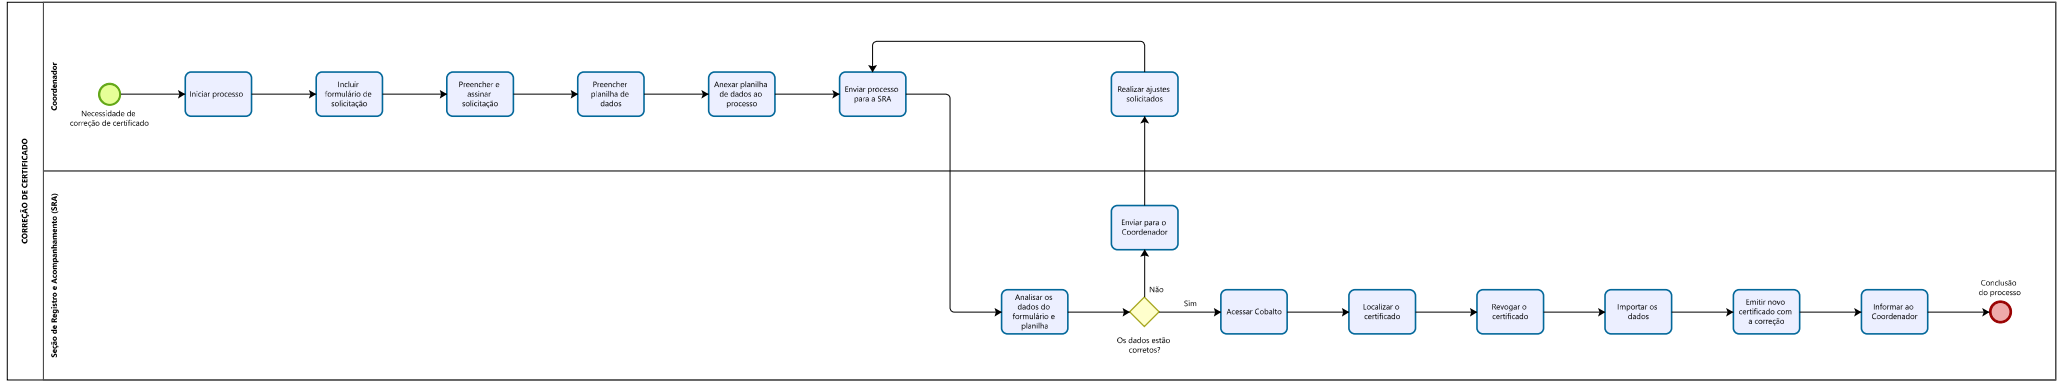 CORREÇÃO DE CERTIFICADO
Coordenador
Necessidade de
correção de certificado
Iniciar processo
Incluir
formulário de
solicitação
Preencher e
assinar
solicitação
Preencher
planilha de
dados
Anexar planilha
de dados ao
processo
Enviar processo
para a SRA
Realizar ajustes
solicitados
Seção de Registro e Acompanhamento (SRA)
Enviar para o
Coordenador
Analisar os
dados do
formulário e
planilha
Não
Sim
Os dados estão
corretos?
Acessar Cobalto
Localizar o
certificado
Revogar o
certificado
Importar os
dados
Emitir novo
certificado com
a correção
Informar ao
Coordenador
Conclusão
do processo